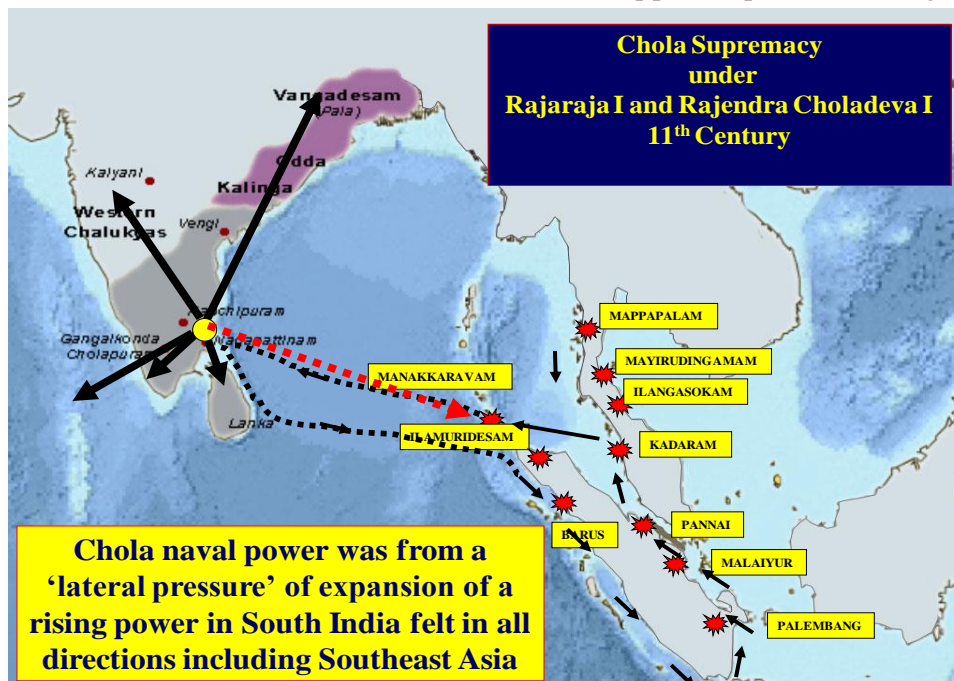 Chola Supremacy
under
Rajaraja I and Rajendra Choladeva I
11th Century
Vangadesam
(Pala)
Odda
Kalinga
Kalyani
Western
Chalukyas
Vengi
Kanchipuram
Gangaikonda
Cholapuram
Nagapattinam
Lanka
MAPPAPALAM
MAYIRUDINGAMAM
ILANGASOKAM
MANAKKARAVAM
ILAMURIDESAM
KADARAM
BARUS
PANNAI
MALAIYUR
PALEMBANG
Chola naval power was from a
‘lateral pressure’ of expansion of a
rising power in South India felt in all
directions including Southeast Asia